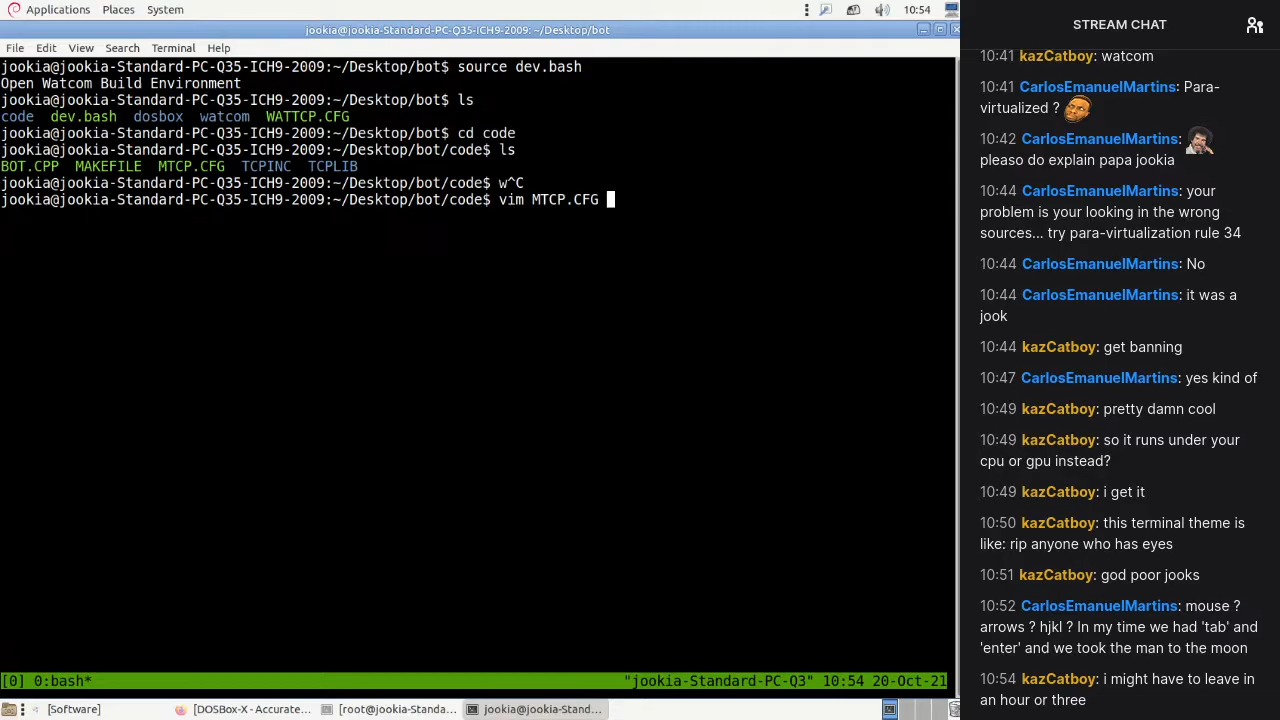 Applications Places System 10:54
jookia@jookia-Standard-PC-Q35-ICH9-2009: ~/Desktop/bot
File Edit View Search Terminal Help
jookia@jookia-Standard-PC-Q35-ICH9-2009:~/Desktop/bot$ source dev.bash
Open Watcom Build Environment
jookia@jookia-Standard-PC-Q35-ICH9-2009:~/Desktop/bot$ ls
code dev.bash dosbox watcom WATTCP.CFG
jookia@jookia-Standard-PC-Q35-ICH9-2009:~/Desktop/bot$ cd code
jookia@jookia-Standard-PC-Q35-ICH9-2009:~/Desktop/bot/code$ ls
BOT.CPP MAKEFILE MTCP.CFG TCPINC TCPLIB
jookia@jookia-Standard-PC-Q35-ICH9-2009:~/Desktop/bot/code$ w^C
jookia@jookia-Standard-PC-Q35-ICH9-2009:~/Desktop/bot/code$ vim MTCP.CFG
[0] 0:bash* "jookia-Standard-PC-Q3" 10:54 20-Oct-21
[Software] [DOSBox-X - Accurate... [root@jookia-Standa... jookia@jookia-Stand...
STREAM CHAT
10:41 kazCatboy: watcom
10:41 CarlosEmanuelMartins: Para-
virtualized ?
10:42 CarlosEmanuelMartins:
pleaso do explain papa jookia
10:44 CarlosEmanuelMartins: your
problem is your looking in the wrong
sources... try para-virtualization rule 34
10:44 CarlosEmanuelMartins: No
10:44 CarlosEmanuelMartins: it was a
jook
10:44 kazCatboy: get banning
10:47 CarlosEmanuelMartins: yes kind of
10:49 kazCatboy: pretty damn cool
10:49 kazCatboy: so it runs under your
cpu or gpu instead?
10:49 kazCatboy: i get it
10:50 kazCatboy: this terminal theme is
like: rip anyone who has eyes
10:51 kazCatboy: god poor jooks
10:52 CarlosEmanuelMartins: mouse ?
arrows ? hjkl ? In my time we had 'tab' and
'enter' and we took the man to the moon
10:54 kazCatboy: i might have to leave in
an hour or three